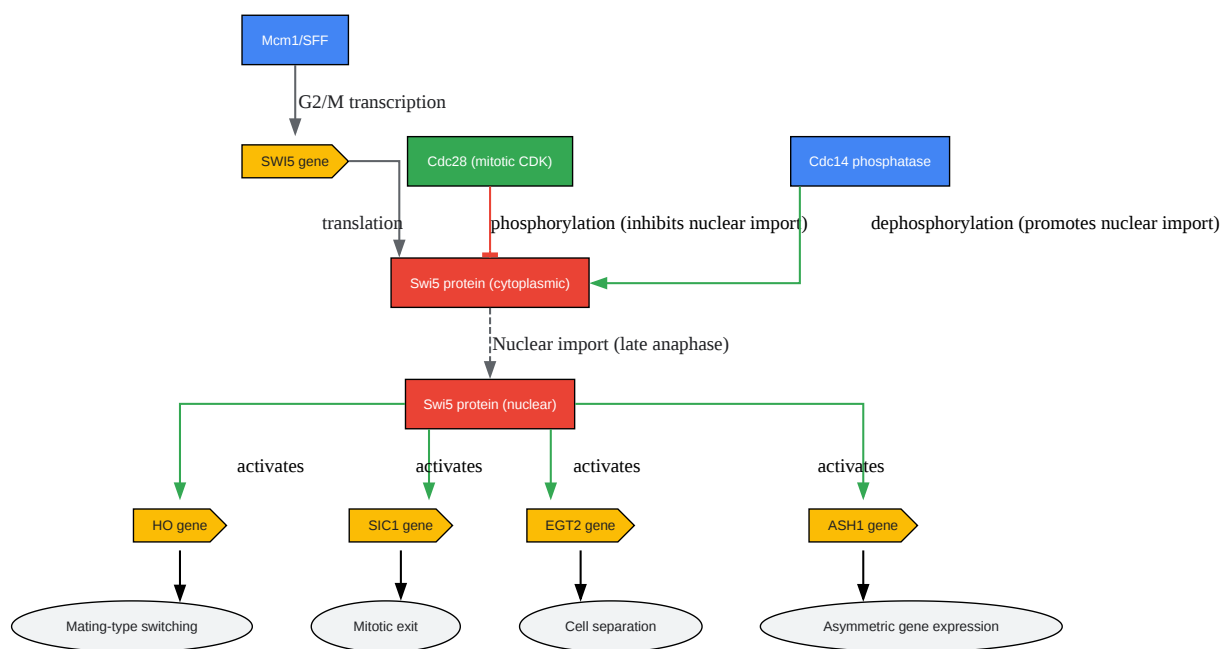 Mcm1/SFF
G2/M transcription
SWI5 gene
Cdc28 (mitotic CDK)
Cdc14 phosphatase
translation
phosphorylation (inhibits nuclear import)
dephosphorylation (promotes nuclear import)
Swi5 protein (cytoplasmic)
Nuclear import (late anaphase)
Swi5 protein (nuclear)
activates
activates
activates
activates
HO gene
SIC1 gene
EGT2 gene
ASH1 gene
Mating-type switching
Mitotic exit
Cell separation
Asymmetric gene expression